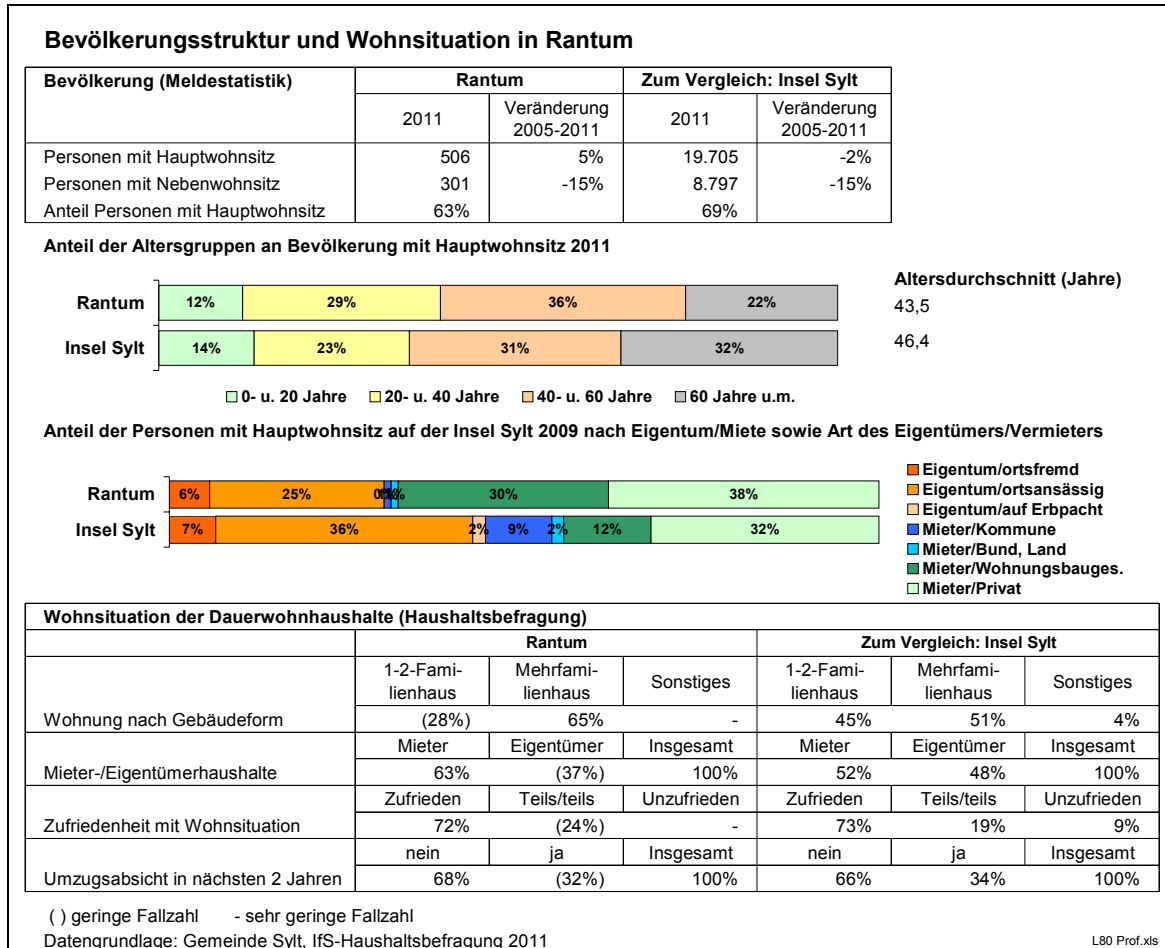 Bevölkerungsstruktur und Wohnsituation in Rantum
Bevölkerung (Meldestatistik) Rantum Zum Vergleich: Insel Sylt
2011 Veränderung 2005-2011 2011 Veränderung 2005-2011
Personen mit Hauptwohnsitz 506 5% 19.705 -2%
Personen mit Nebenwohnsitz 301 -15% 8.797 -15%
Anteil Personen mit Hauptwohnsitz 63% 69%
Anteil der Altersgruppen an Bevölkerung mit Hauptwohnsitz 2011
Altersdurchschnitt (Jahre)
Rantum 12% 29% 36% 22% 43,5
Insel Sylt 14% 23% 31% 32% 46,4
0- u. 20 Jahre 20- u. 40 Jahre 40- u. 60 Jahre 60 Jahre u.m.
Anteil der Personen mit Hauptwohnsitz auf der Insel Sylt 2009 nach Eigentum/Miete sowie Art des Eigentümers/Vermieters
Rantum 6% 25% 0% 1% 1% 30% 38%
Insel Sylt 7% 36% 2% 9% 2% 12% 32%
Eigentum/ortsfremd
Eigentum/ortsansässig
Eigentum/auf Erbpacht
Mieter/Kommune
Mieter/Bund, Land
Mieter/Wohnungsbauges.
Mieter/Privat
Wohnsituation der Dauerwohnhaushalte (Haushaltsbefragung)
Rantum Zum Vergleich: Insel Sylt
1-2-Fami- Mehrfami- Sonstiges 1-2-Fami- Mehrfami- Sonstiges
lienhaus lienhaus lienhaus lienhaus
Wohnung nach Gebäudeform (28%) 65% - 45% 51% 4%
Mieter Eigentümer Insgesamt Mieter Eigentümer Insgesamt
Mieter-/Eigentümerhaushalte 63% (37%) 100% 52% 48% 100%
Zufrieden Teils/teils Unzufrieden Zufrieden Teils/teils Unzufrieden
Zufriedenheit mit Wohnsituation 72% (24%) - 73% 19% 9%
nein ja Insgesamt nein ja Insgesamt
Umzugsabsicht in nächsten 2 Jahren 68% (32%) 100% 66% 34% 100%
( ) geringe Fallzahl - sehr geringe Fallzahl
Datengrundlage: Gemeinde Sylt, IfS-Haushaltsbefragung 2011
L80 Prof.xls